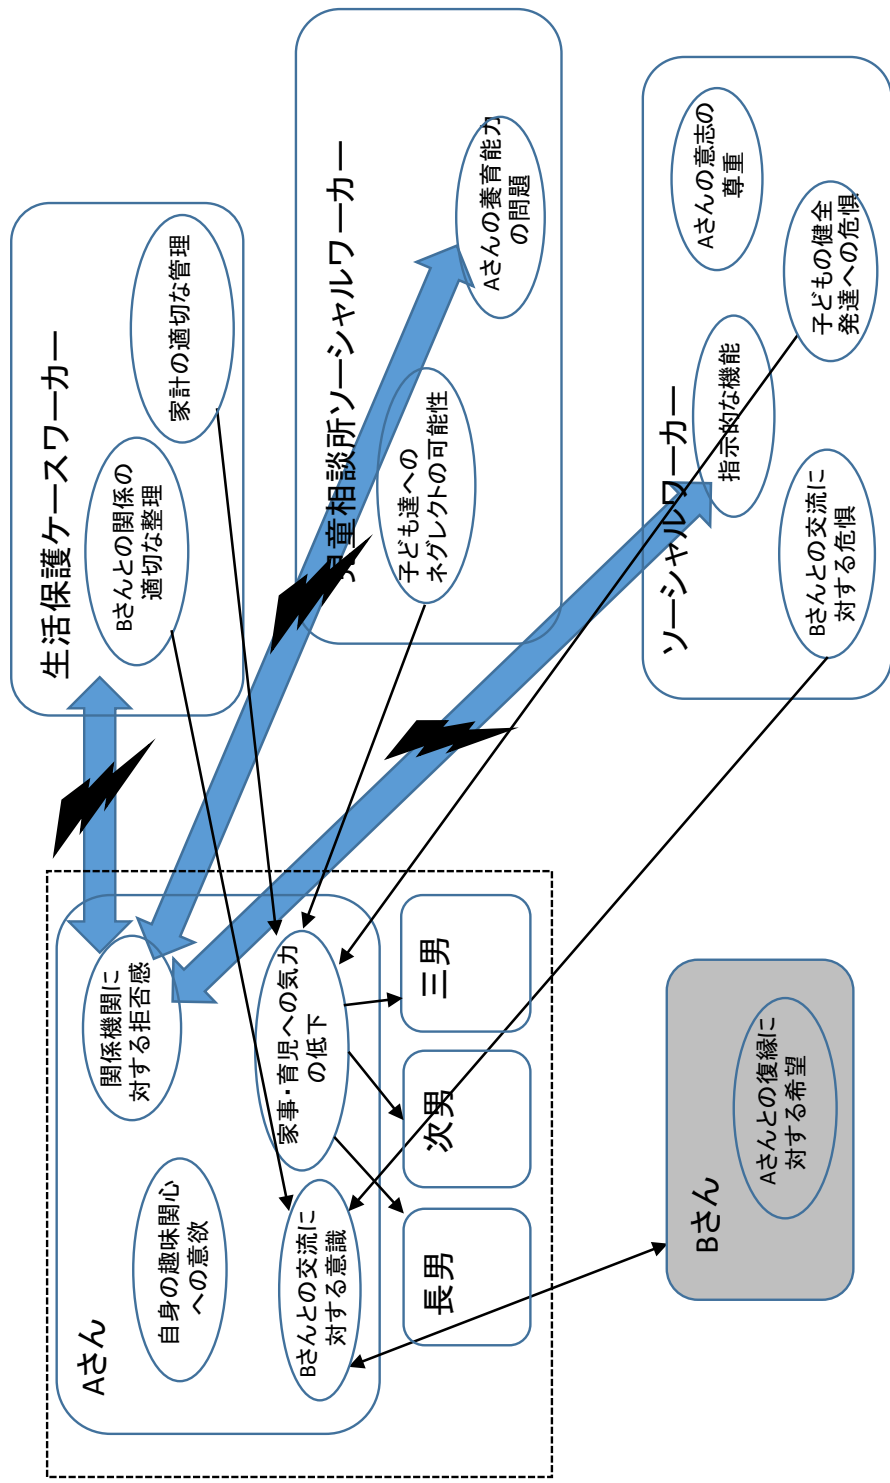 Aさん
自身の趣味関心
への意欲
関係機関に
対する拒否感
Bさんとの交流に
対する意識
家事・育児への気力
の低下
長男
次男
三男
Bさん
Aさんとの復縁に
対する希望
生活保護ケースワーカー
Bさんとの関係の
適切な整理
家計の適切な管理
児童相談所ソーシャルワーカー
子ども達への
ネグレクトの可能性
Aさんの養育能力
の問題
ソーシャルワーカー
指示的な機能
Aさんの意志の
尊重
Bさんとの交流に
対する危惧
子どもの健全
発達への危惧